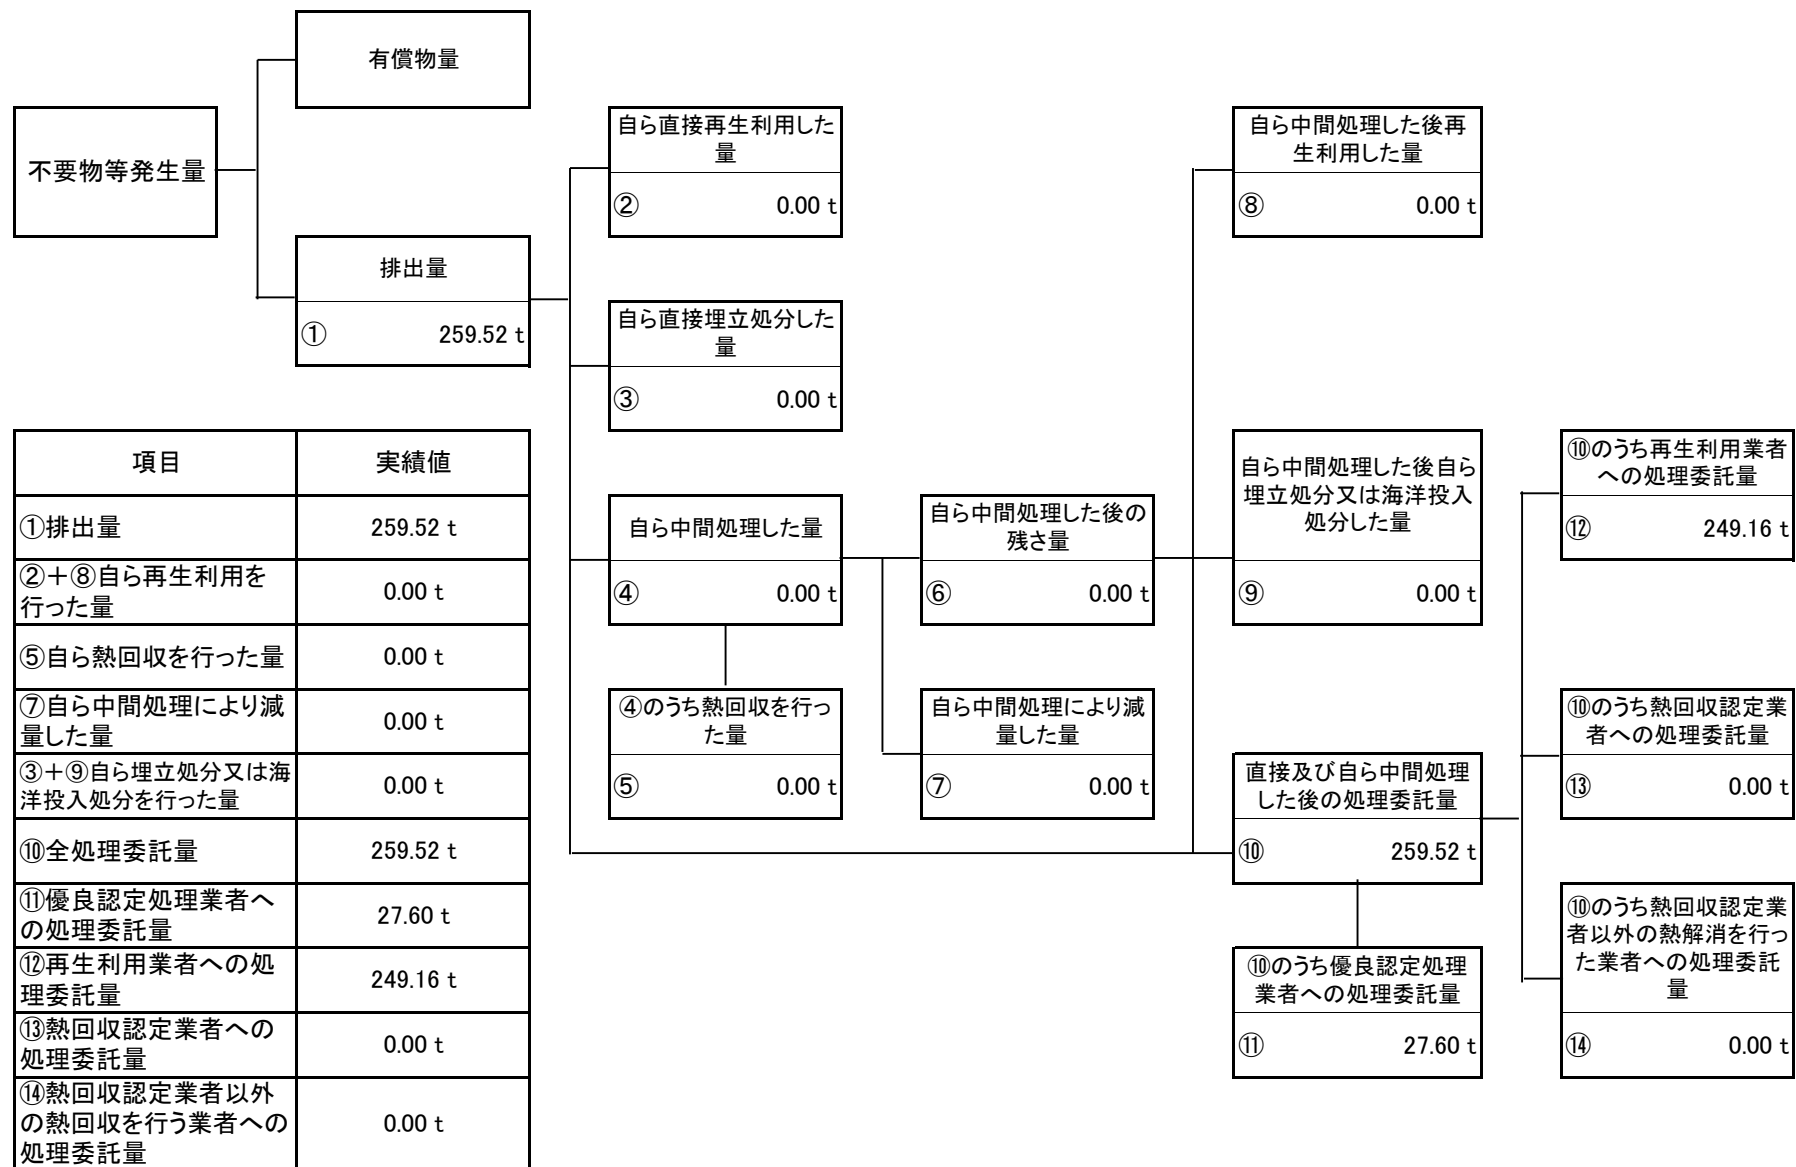 有償物量
不要物等発生量
排出量
① 259.52 t
自ら直接再生利用した
量
② 0.00 t
自ら直接埋立処分した
量
③ 0.00 t
自ら中間処理した量
④ 0.00 t
④のうち熱回収を行っ
た量
⑤ 0.00 t
自ら中間処理した後の
残さ量
⑥ 0.00 t
自ら中間処理により減
量した量
⑦ 0.00 t
自ら中間処理した後再
生利用した量
⑧ 0.00 t
自ら中間処理した後自ら
埋立処分又は海洋投入
処分した量
⑨ 0.00 t
直接及び自ら中間処理
した後の処理委託量
⑩ 259.52 t
⑩のうち優良認定処理
業者への処理委託量
⑪ 27.60 t
⑩のうち再生利用業者
への処理委託量
⑫ 249.16 t
⑩のうち熱回収認定業
者への処理委託量
⑬ 0.00 t
⑩のうち熱回収認定業
者以外の熱解消を行っ
た業者への処理委託
量
⑭ 0.00 t
項目 実績値
①排出量 259.52 t
②＋⑧自ら再生利用を
行った量 0.00 t
⑤自ら熱回収を行った量 0.00 t
⑦自ら中間処理により減
量した量 0.00 t
③＋⑨自ら埋立処分又は海
洋投入処分を行った量 0.00 t
⑩全処理委託量 259.52 t
⑪優良認定処理業者へ
の処理委託量 27.60 t
⑫再生利用業者への処
理委託量 249.16 t
⑬熱回収認定業者への
処理委託量 0.00 t
⑭熱回収認定業者以外
の熱回収を行う業者への 0.00 t
処理委託量